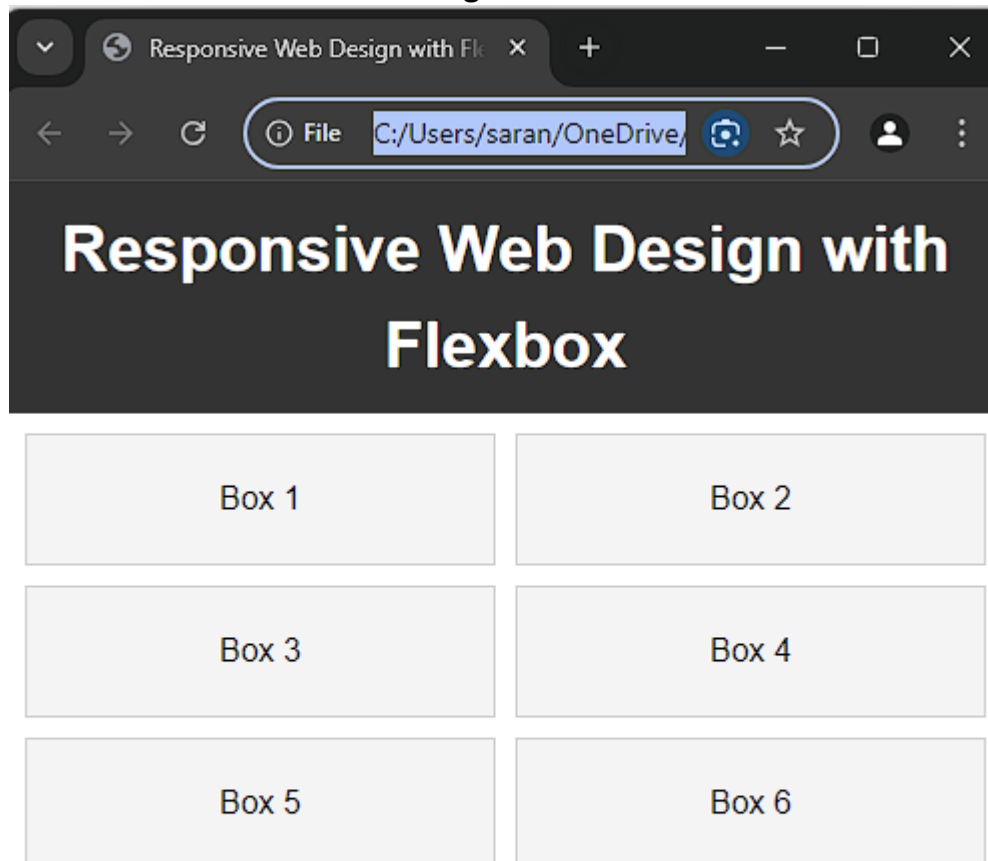 Responsive Web Design with Fl
File C:/Users/saran/OneDrive/
Responsive Web Design with
Flexbox
Box 1 Box 2
Box 3 Box 4
Box 5 Box 6